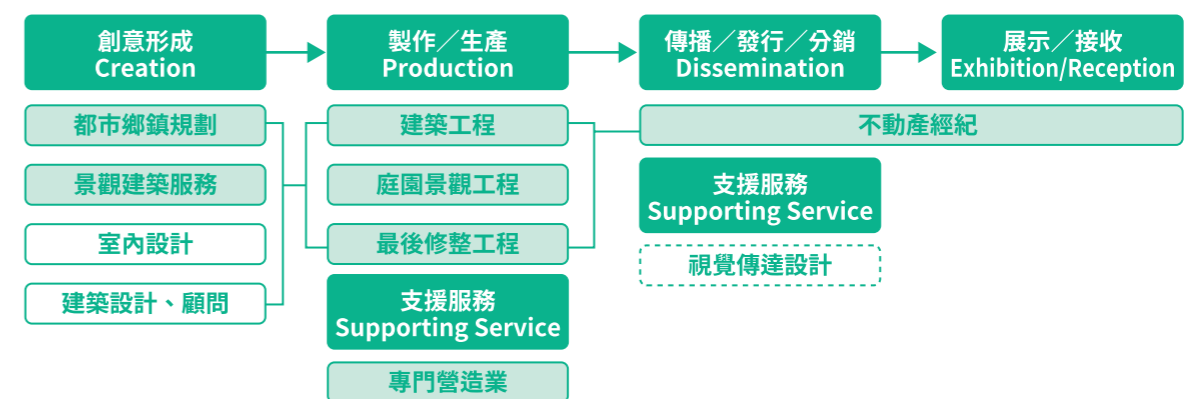 創意形成
Creation
製作／生產
Production
傳播／發行／分銷
Dissemination
展示／接收
Exhibition/Reception
都市鄉鎮規劃
景觀建築服務
室內設計
建築設計、顧問
建築工程
庭園景觀工程
最後修整工程
支援服務
Supporting Service
專門營造業
不動產經紀
支援服務
Supporting Service
視覺傳達設計